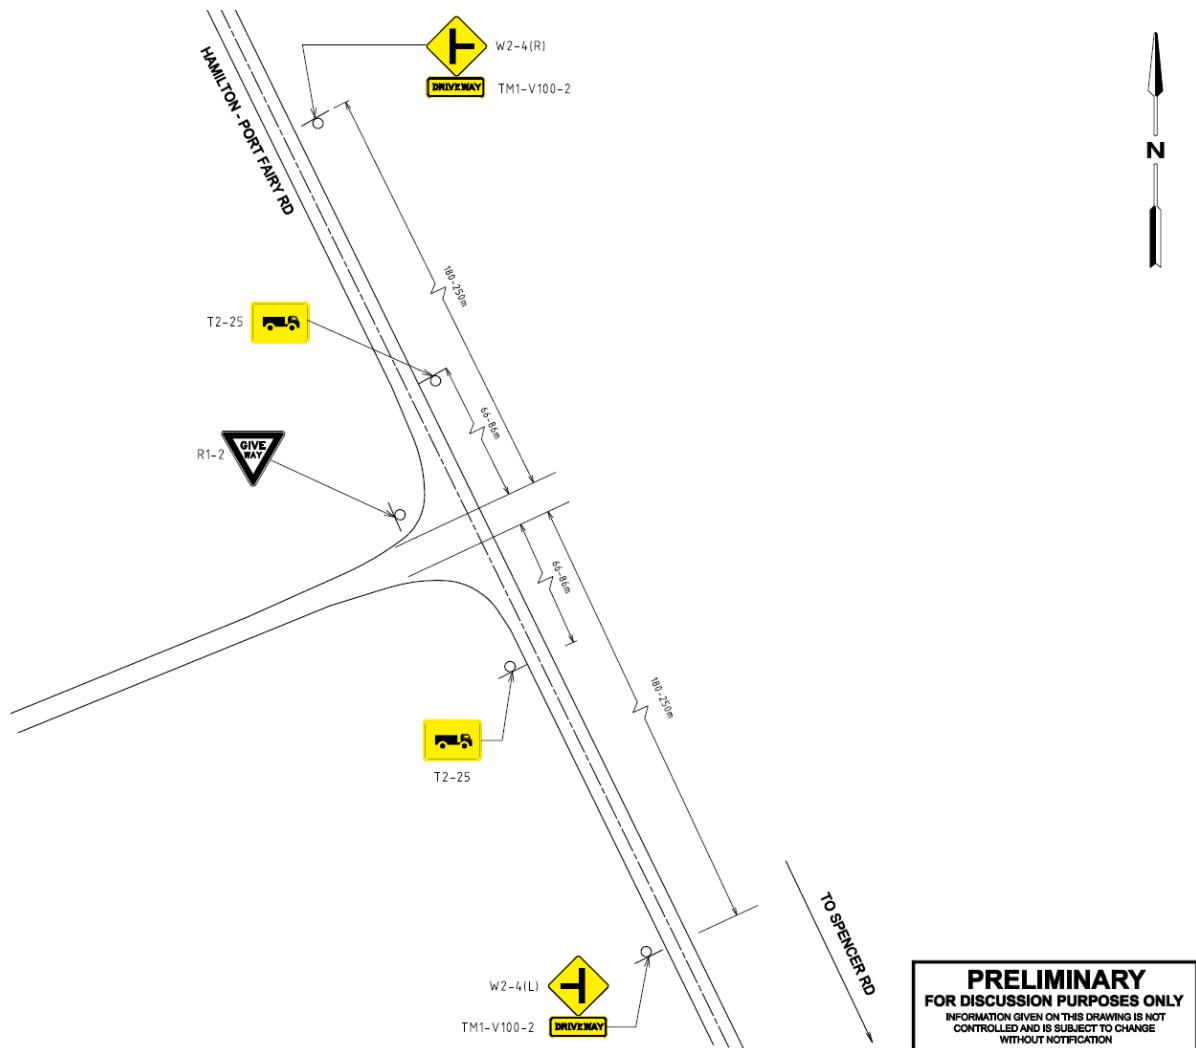 W2-4(R)
DRIVEWAY
TM1-V100-2
HAMILTON - PORT FAIRY RD
N
180-250m
T2-25
66-86m
R1-2
GIVE
WAY
66-86m
180-250m
T2-25
TO SPENCER RD
W2-4(L)
TM1-V100-2
DRIVEWAY
PRELIMINARY
FOR DISCUSSION PURPOSES ONLY
INFORMATION GIVEN ON THIS DRAWING IS NOT
CONTROLLED AND IS SUBJECT TO CHANGE
WITHOUT NOTIFICATION